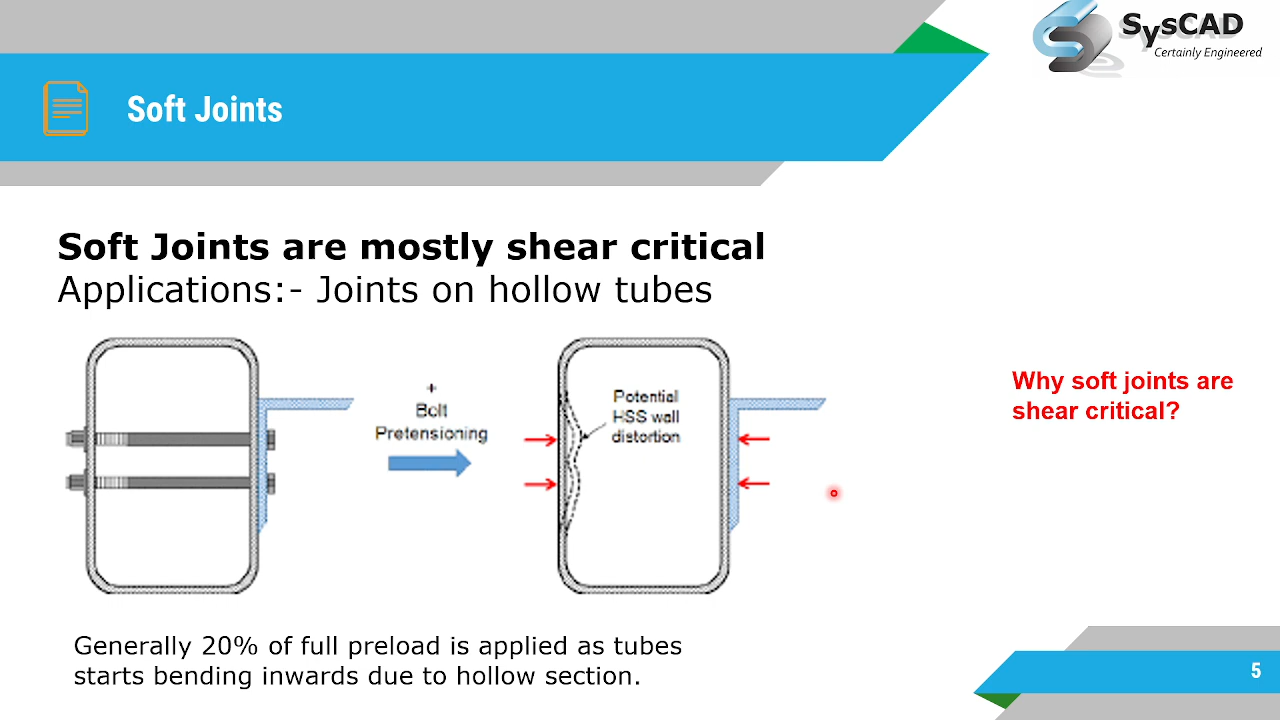 SysCAD
Certainly Engineered
Soft Joints
Soft Joints are mostly shear critical
Applications:- Joints on hollow tubes
+
Bolt
Pretensioning
Potential
HSS wall
distortion
Why soft joints are
shear critical?
Generally 20% of full preload is applied as tubes
starts bending inwards due to hollow section.
5